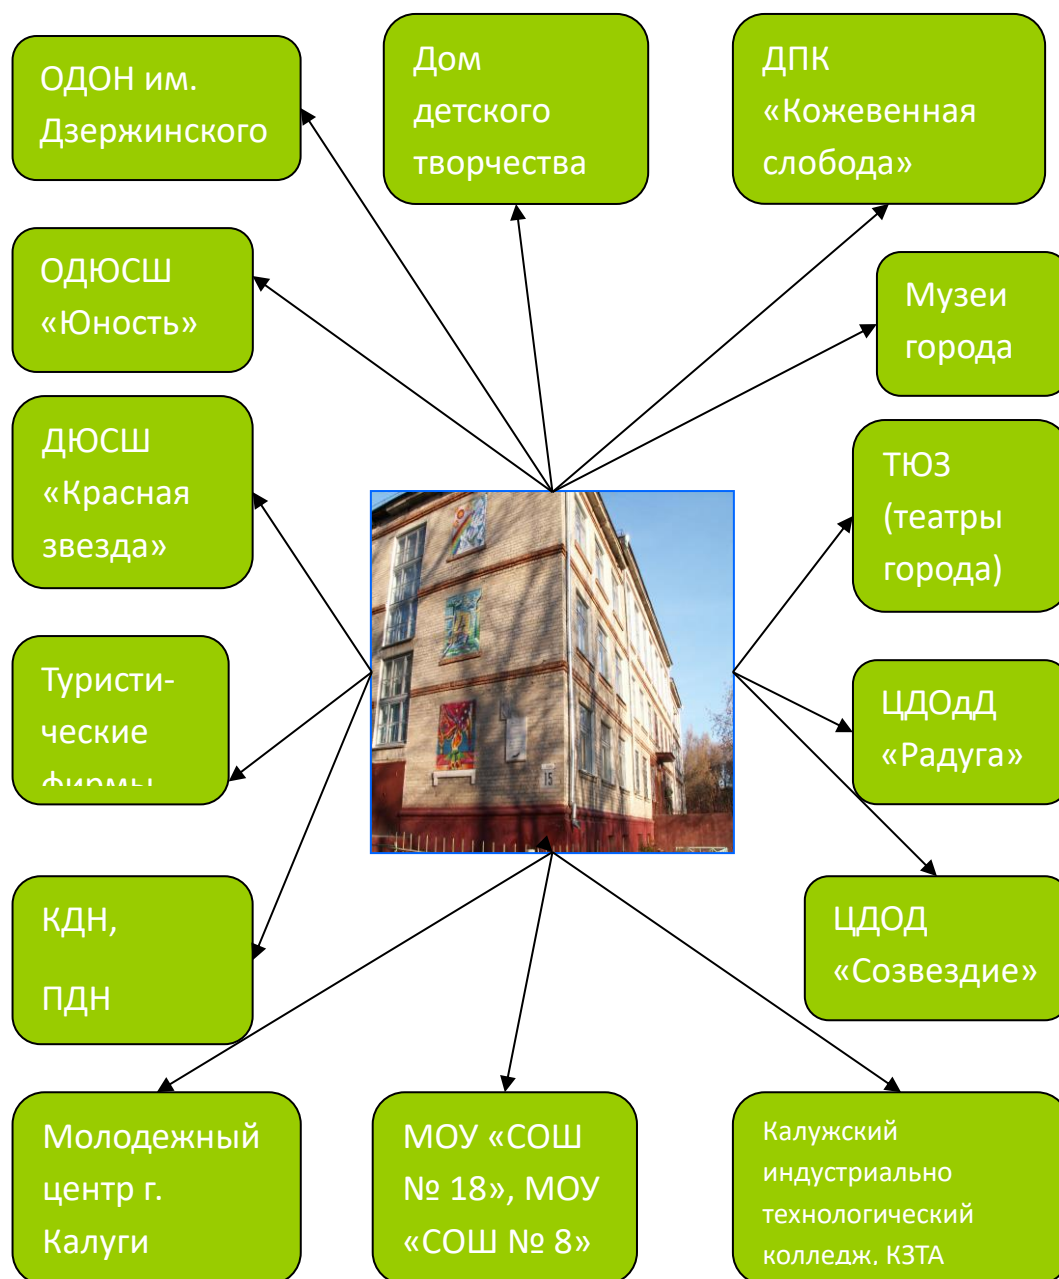 ОДОН им.
Дзержинского
Дом
детского
творчества
ДПК
«Кожевенная
слобода»
ОДЮСШ
«Юность»
Музеи
города
ДЮСШ
«Красная
звезда»
ТЮЗ
(театры
города)
Туристи-
ческие
фирмы
ЦДОдД
«Радуга»
15
КДН,
ПДН
ЦДОД
«Созвездие»
Молодежный
центр г.
Калуги
МОУ «СОШ
№ 18», МОУ
«СОШ № 8»
Калужский
индустриально
технологический
колледж, КЗТА